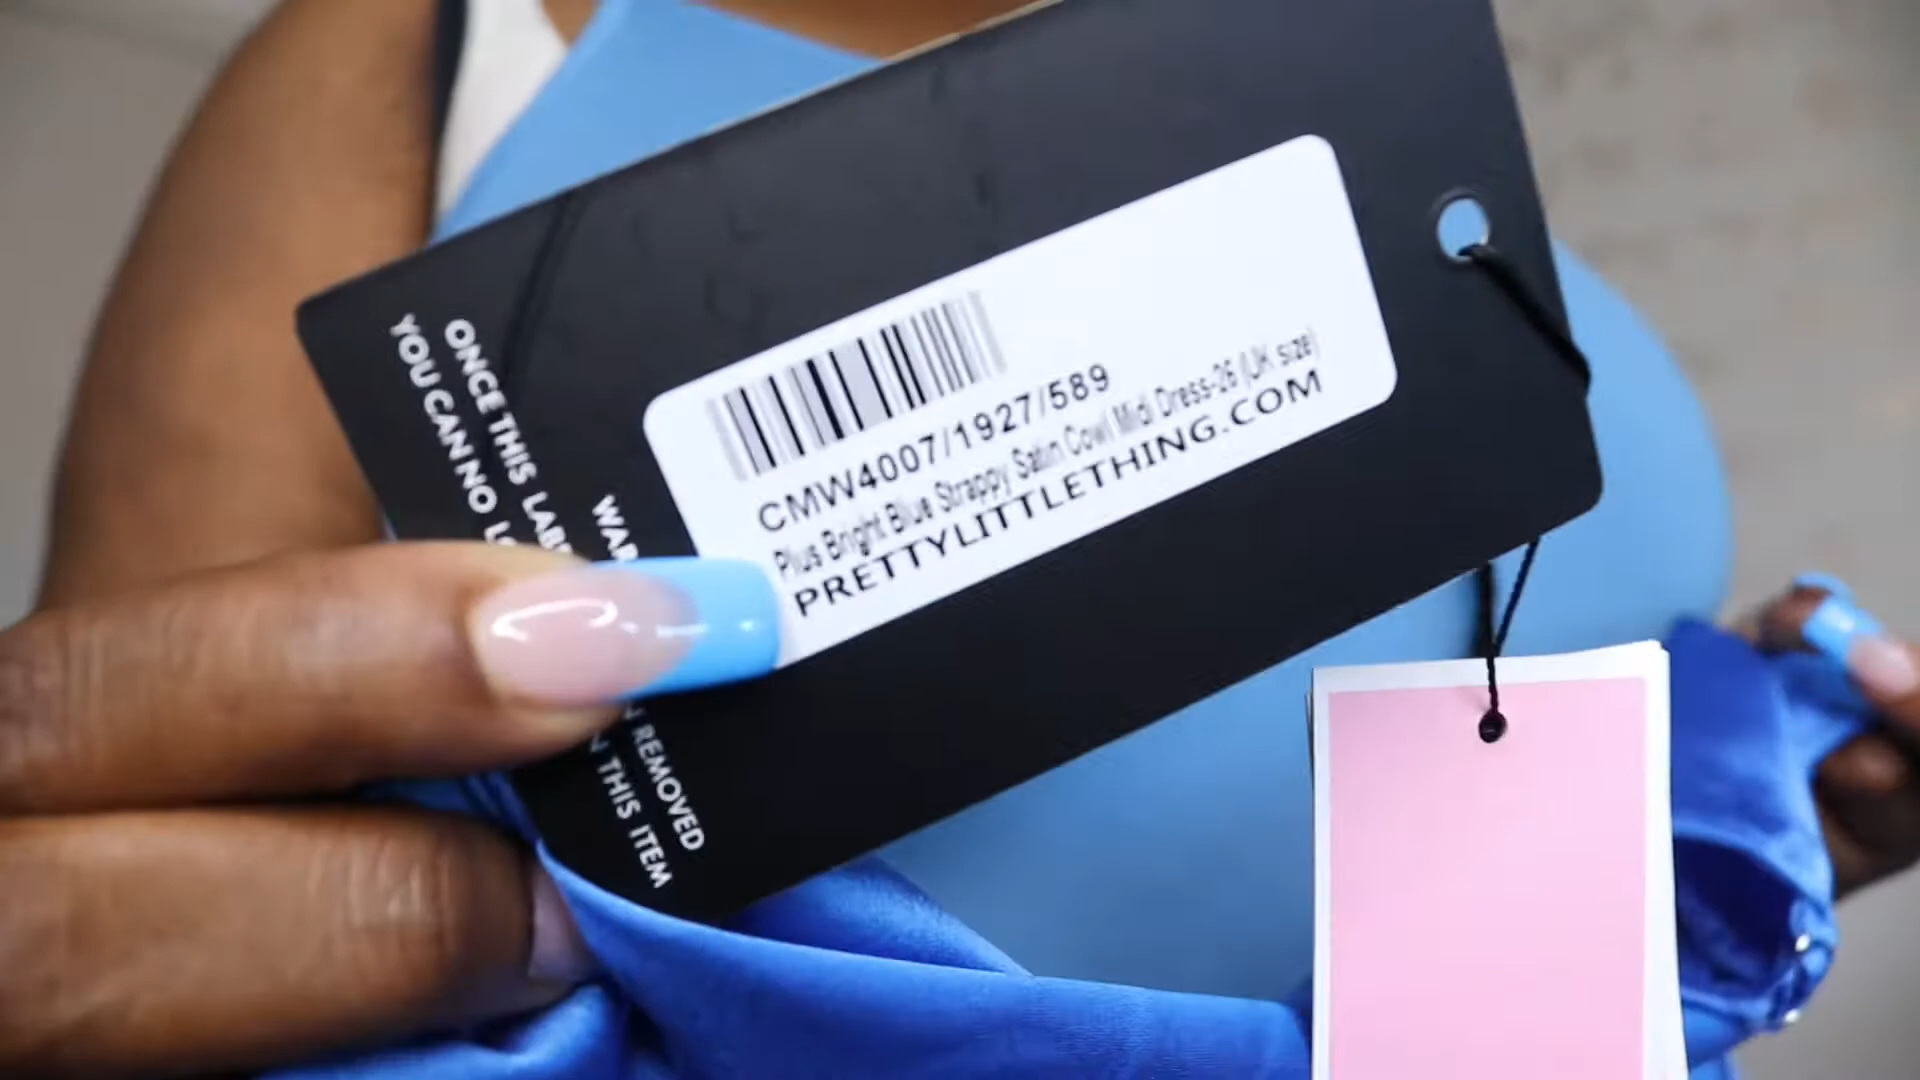 CMW4007/1927/589
Plus Bright Blue Strappy Satin Cowl Midi Dress-26 (UK size)
PRETTYLITTLETHING.COM
ONCE THIS
REMOVED
YOU CAN NO
THIS ITEM